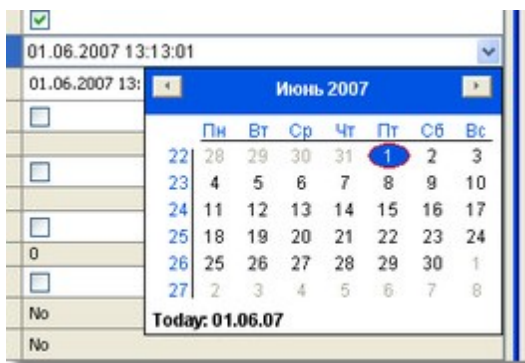 01.06.2007 13:13:01
01.06.2007 13:
Июнь 2007
Пн Вт Ср Чт Пт Сб Вс
22 28 29 30 31 1 2 3
23 4 5 6 7 8 9 10
24 11 12 13 14 15 16 17
25 18 19 20 21 22 23 24
0
26 25 26 27 28 29 30 1
27 2 3 4 5 6 7 8
No
Today: 01.06.07
No